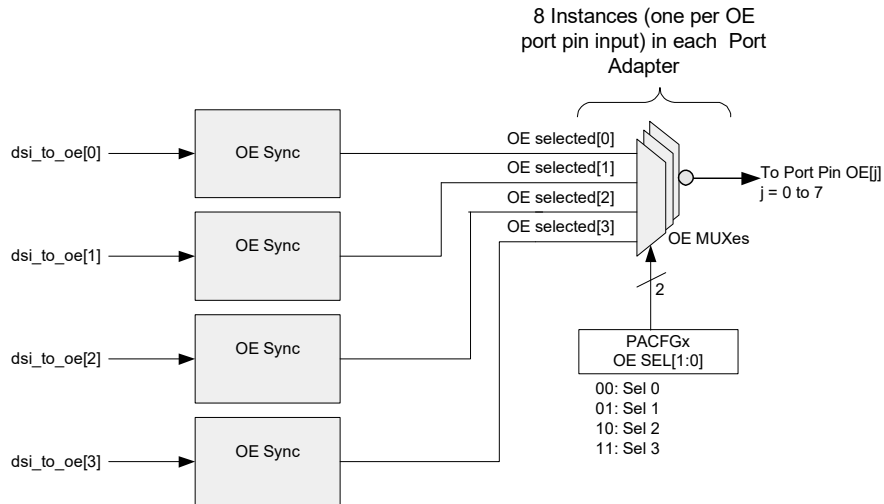 8 Instances (one per OE
port pin input) in each Port
Adapter
dsi_to_oe[0]
OE Sync
OE selected[0]
OE selected[1]
OE selected[2]
OE selected[3]
To Port Pin OE[j]
j = 0 to 7
OE MUXes
dsi_to_oe[1]
OE Sync
2
dsi_to_oe[2]
OE Sync
PACFGx
OE SEL[1:0]
00: Sel 0
01: Sel 1
10: Sel 2
11: Sel 3
dsi_to_oe[3]
OE Sync